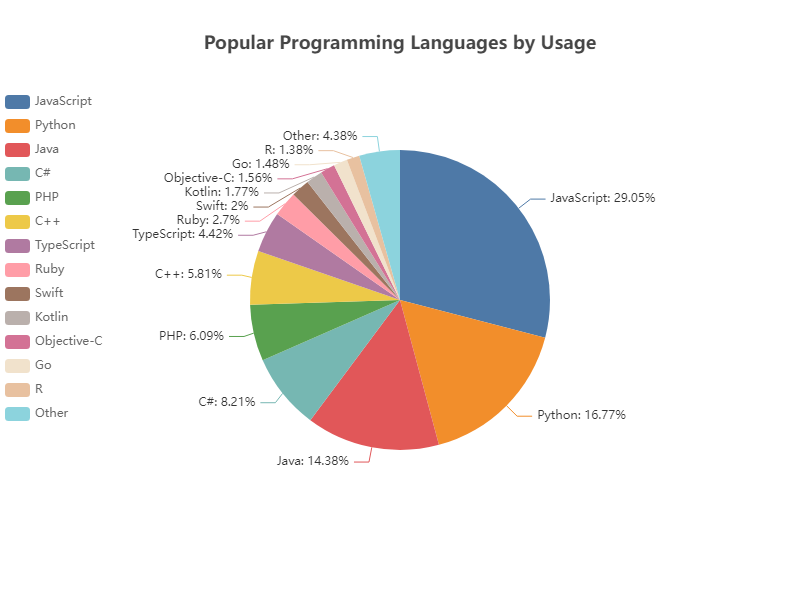 Popular Programming Languages by Usage
JavaScript
Python
Java
C#
PHP
C++
TypeScript
Ruby
Swift
Kotlin
Objective-C
Go
R
Other
Other: 4.38%
R: 1.38%
Go: 1.48%
Objective-C: 1.56%
Kotlin: 1.77%
Swift: 2%
Ruby: 2.7%
TypeScript: 4.42%
C++: 5.81%
PHP: 6.09%
C#: 8.21%
Java: 14.38%
JavaScript: 29.05%
Python: 16.77%